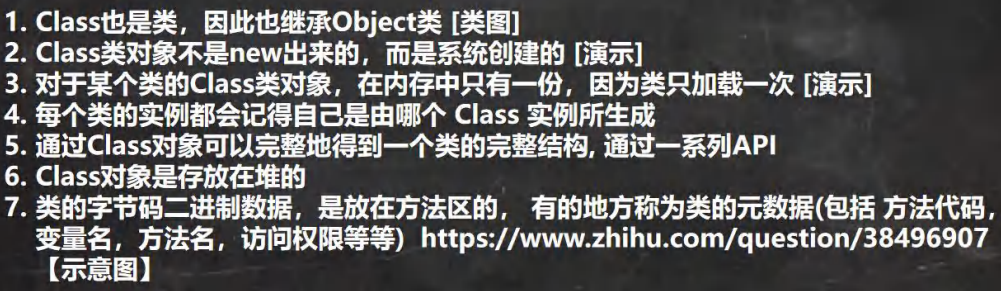 1. Class也是类，因此也继承Object类 [类图]
2. Class类对象不是new出来的，而是系统创建的 [演示]
3. 对于某个类的Class类对象，在内存中只有一份，因为类只加载一次 [演示]
4. 每个类的实例都会记得自己是由哪个 Class 实例所生成
5. 通过Class对象可以完整地得到一个类的完整结构, 通过一系列API
6. Class对象是存放在堆的
7. 类的字节码二进制数据，是放在方法区的， 有的地方称为类的元数据(包括 方法代码，
变量名，方法名，访问权限等等) https://www.zhihu.com/question/38496907
【示意图】